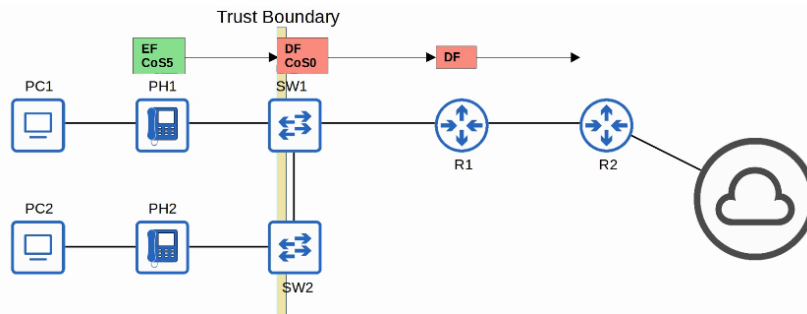 Trust Boundary
EF
CoS5
DF
CoS0
DF
PC1
PH1
SW1
R1
R2
PC2
PH2
SW2